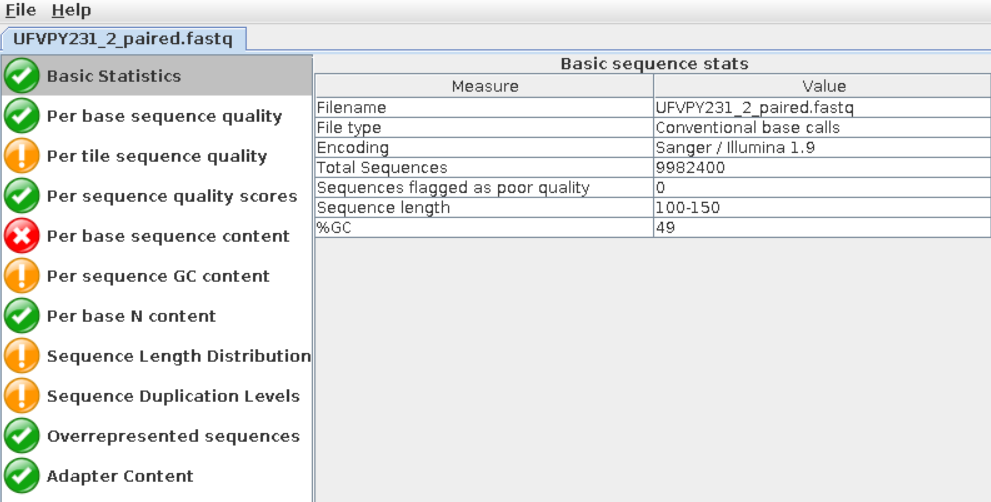 File Help
UFVPY231_2_paired.fastq
Basic Statistics
Per base sequence quality
Per tile sequence quality
Per sequence quality scores
Per base sequence content
Per sequence GC content
Per base N content
Sequence Length Distribution
Sequence Duplication Levels
Overrepresented sequences
Adapter Content
Basic sequence stats
Measure Value
Filename UFVPY231_2_paired.fastq
File type Conventional base calls
Encoding Sanger / Illumina 1.9
Total Sequences 9982400
Sequences flagged as poor quality 0
Sequence length 100-150
%GC 49